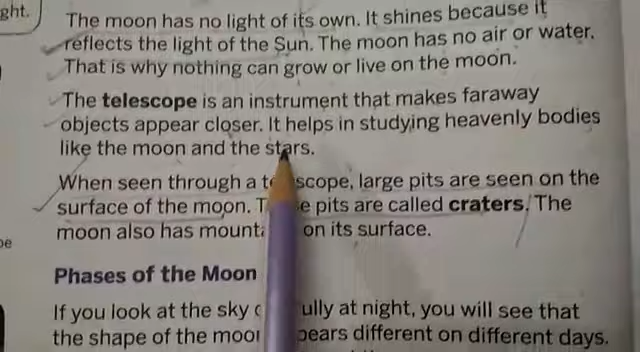 ght.
The moon has no light of its own. It shines because it
reflects the light of the Sun. The moon has no air or water.
That is why nothing can grow or live on the moon.
The telescope is an instrument that makes faraway
objects appear closer. It helps in studying heavenly bodies
like the moon and the stars.
When seen through a te scope, large pits are seen on the
surface of the moon. T e pits are called craters. The
moon also has mounta on its surface.
Phases of the Moon
If you look at the sky c ully at night, you will see that
the shape of the moo pears different on different days.